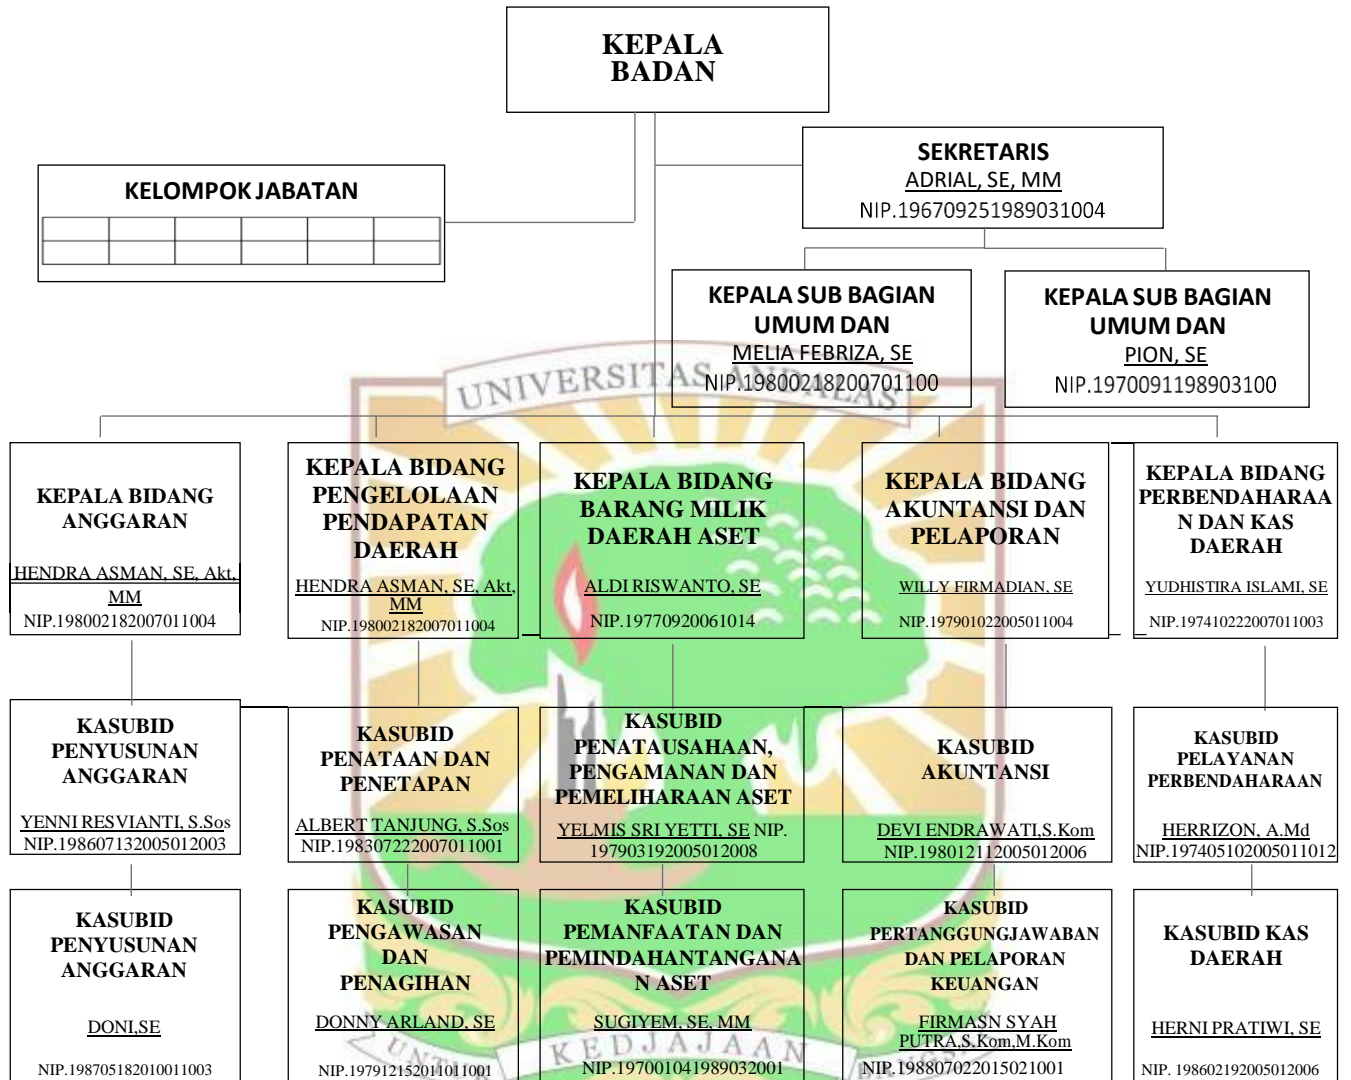 KEPALA
BADAN
SEKRETARIS
ADRIAL, SE, MM
NIP.196709251989031004
KELOMPOK JABATAN
KEPALA SUB BAGIAN
UMUM DAN
MELIA FEBRIZA, SE
NIP.19800218200701100
KEPALA SUB BAGIAN
UMUM DAN
PION, SE
NIP.1970091198903100
UNIVERSITAS ANDALAS
KEPALA BIDANG
ANGGARAN
HENDRA ASMAN, SE, Akt,
MM
NIP.198002182007011004
KEPALA BIDANG
PENGELOLAAN
PENDAPATAN
DAERAH
HENDRA ASMAN, SE, Akt,
MM
NIP.198002182007011004
KEPALA BIDANG
BARANG MILIK
DAERAH ASET
ALDI RISWANTO, SE
NIP.19770920061014
KEPALA BIDANG
AKUNTANSI DAN
PELAPORAN
WILLY FIRMADIAN, SE
NIP.197901022005011004
KEPALA BIDANG
PERBENDAHARAA
N DAN KAS
DAERAH
YUDHISTIRA ISLAMI, SE
NIP.197410222007011003
KASUBID
PENYUSUNAN
ANGGARAN
YENNI RESVIANTI, S.Sos
NIP.198607132005012003
KASUBID
PENATAAN DAN
PENETAPAN
ALBERT TANJUNG, S.Sos
NIP.198307222007011001
KASUBID
PENATAUSAHAAN,
PENGAMANAN DAN
PEMELIHARAAN ASET
YELMIS SRI YETTI, SE NIP.
197903192005012008
KASUBID
AKUNTANSI
DEVI ENDRAWATI,S.Kom
NIP.198012112005012006
KASUBID
PELAYANAN
PERBENDAHARAAN
HERRIZON, A.Md
NIP.197405102005011012
KASUBID
PENYUSUNAN
ANGGARAN
DONI,SE
NIP.198705182010011003
KASUBID
PENGAWASAN
DAN
PENAGIHAN
DONNY ARLAND, SE
NIP.197912152011011001
KASUBID
PEMANFAATAN DAN
PEMINDAHTANGANA
N ASET
SUGIYEM, SE, MM
NIP.197001041989032001
KASUBID
PERTANGGUNGJAWABAN
DAN PELAPORAN
KEUANGAN
FIRMASN SYAH
PUTRA,S.Kom,M.Kom
NIP.198807022015021001
KASUBID KAS
DAERAH
HERNI PRATIWI, SE
NIP. 198602192005012006
UNTUK KEDJAJAAN BANGSA